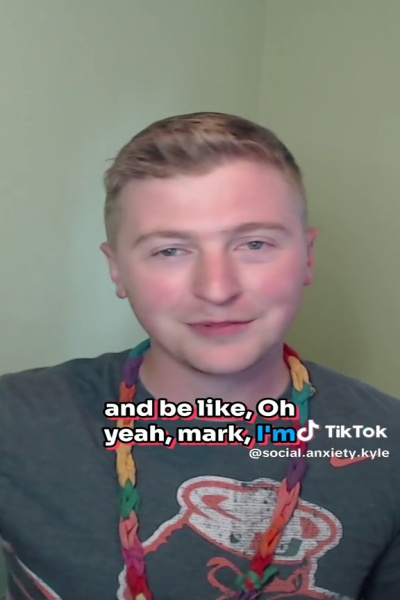 and be like, Oh
yeah, mark, I'm
TikTok
@social.anxiety.kyle